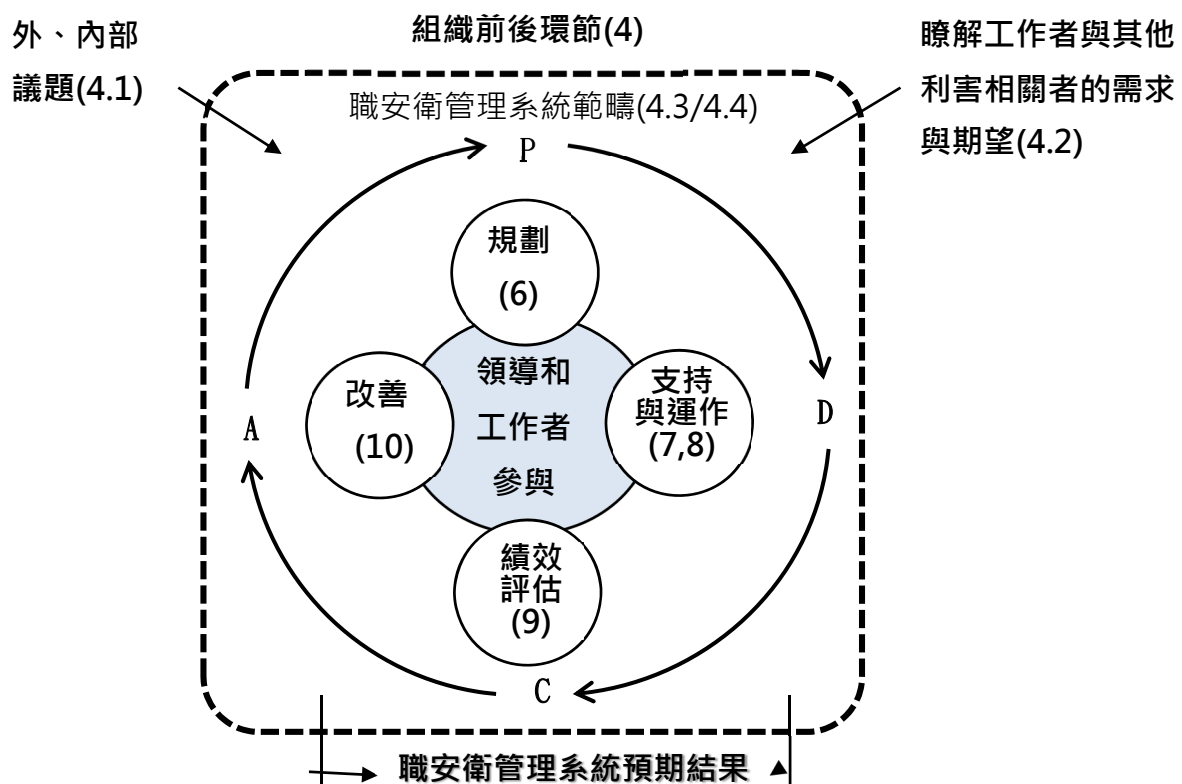 組織前後環節(4)
外、內部
議題(4.1)
瞭解工作者與其他
利害相關者的需求
與期望(4.2)
職安衛管理系統範疇(4.3/4.4)
P
規劃
(6)
領導和
工作者
參與
改善
(10)
支持
與運作
(7,8)
A
D
績效
評估
(9)
C
職安衛管理系統預期結果